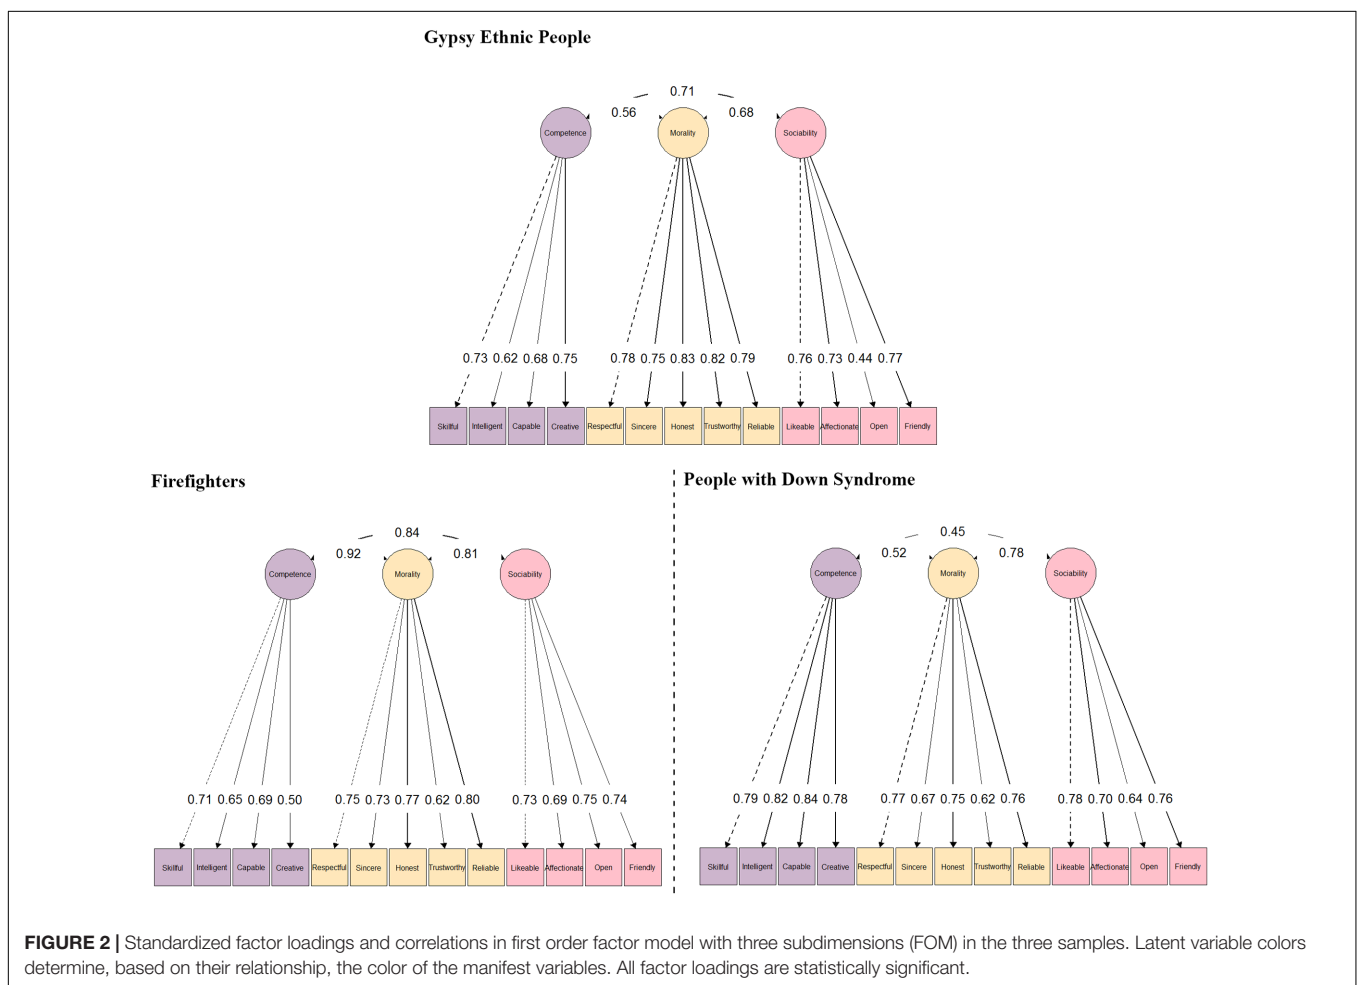 Gypsy Ethnic People
0.71
0.56 0.68
Competence Morality Sociability
0.73 0.62 0.68 0.75 0.78 0.75 0.83 0.82 0.79 0.76 0.73 0.44 0.77
Skillful Intelligent Capable Creative Respectful Sincere Honest Trustworthy Reliable Likeable Affectionate Open Friendly
Firefighters
0.84
0.92 0.81
Competence Morality Sociability
0.71 0.65 0.69 0.50 0.75 0.73 0.77 0.62 0.80 0.73 0.69 0.75 0.74
Skillful Intelligent Capable Creative Respectful Sincere Honest Trustworthy Reliable Likeable Affectionate Open Friendly
People with Down Syndrome
0.45
0.52 0.78
Competence Morality Sociability
0.79 0.82 0.84 0.78 0.77 0.67 0.75 0.62 0.76 0.78 0.70 0.64 0.76
Skillful Intelligent Capable Creative Respectful Sincere Honest Trustworthy Reliable Likeable Affectionate Open Friendly
FIGURE 2 | Standardized factor loadings and correlations in first order factor model with three subdimensions (FOM) in the three samples. Latent variable colors
determine, based on their relationship, the color of the manifest variables. All factor loadings are statistically significant.